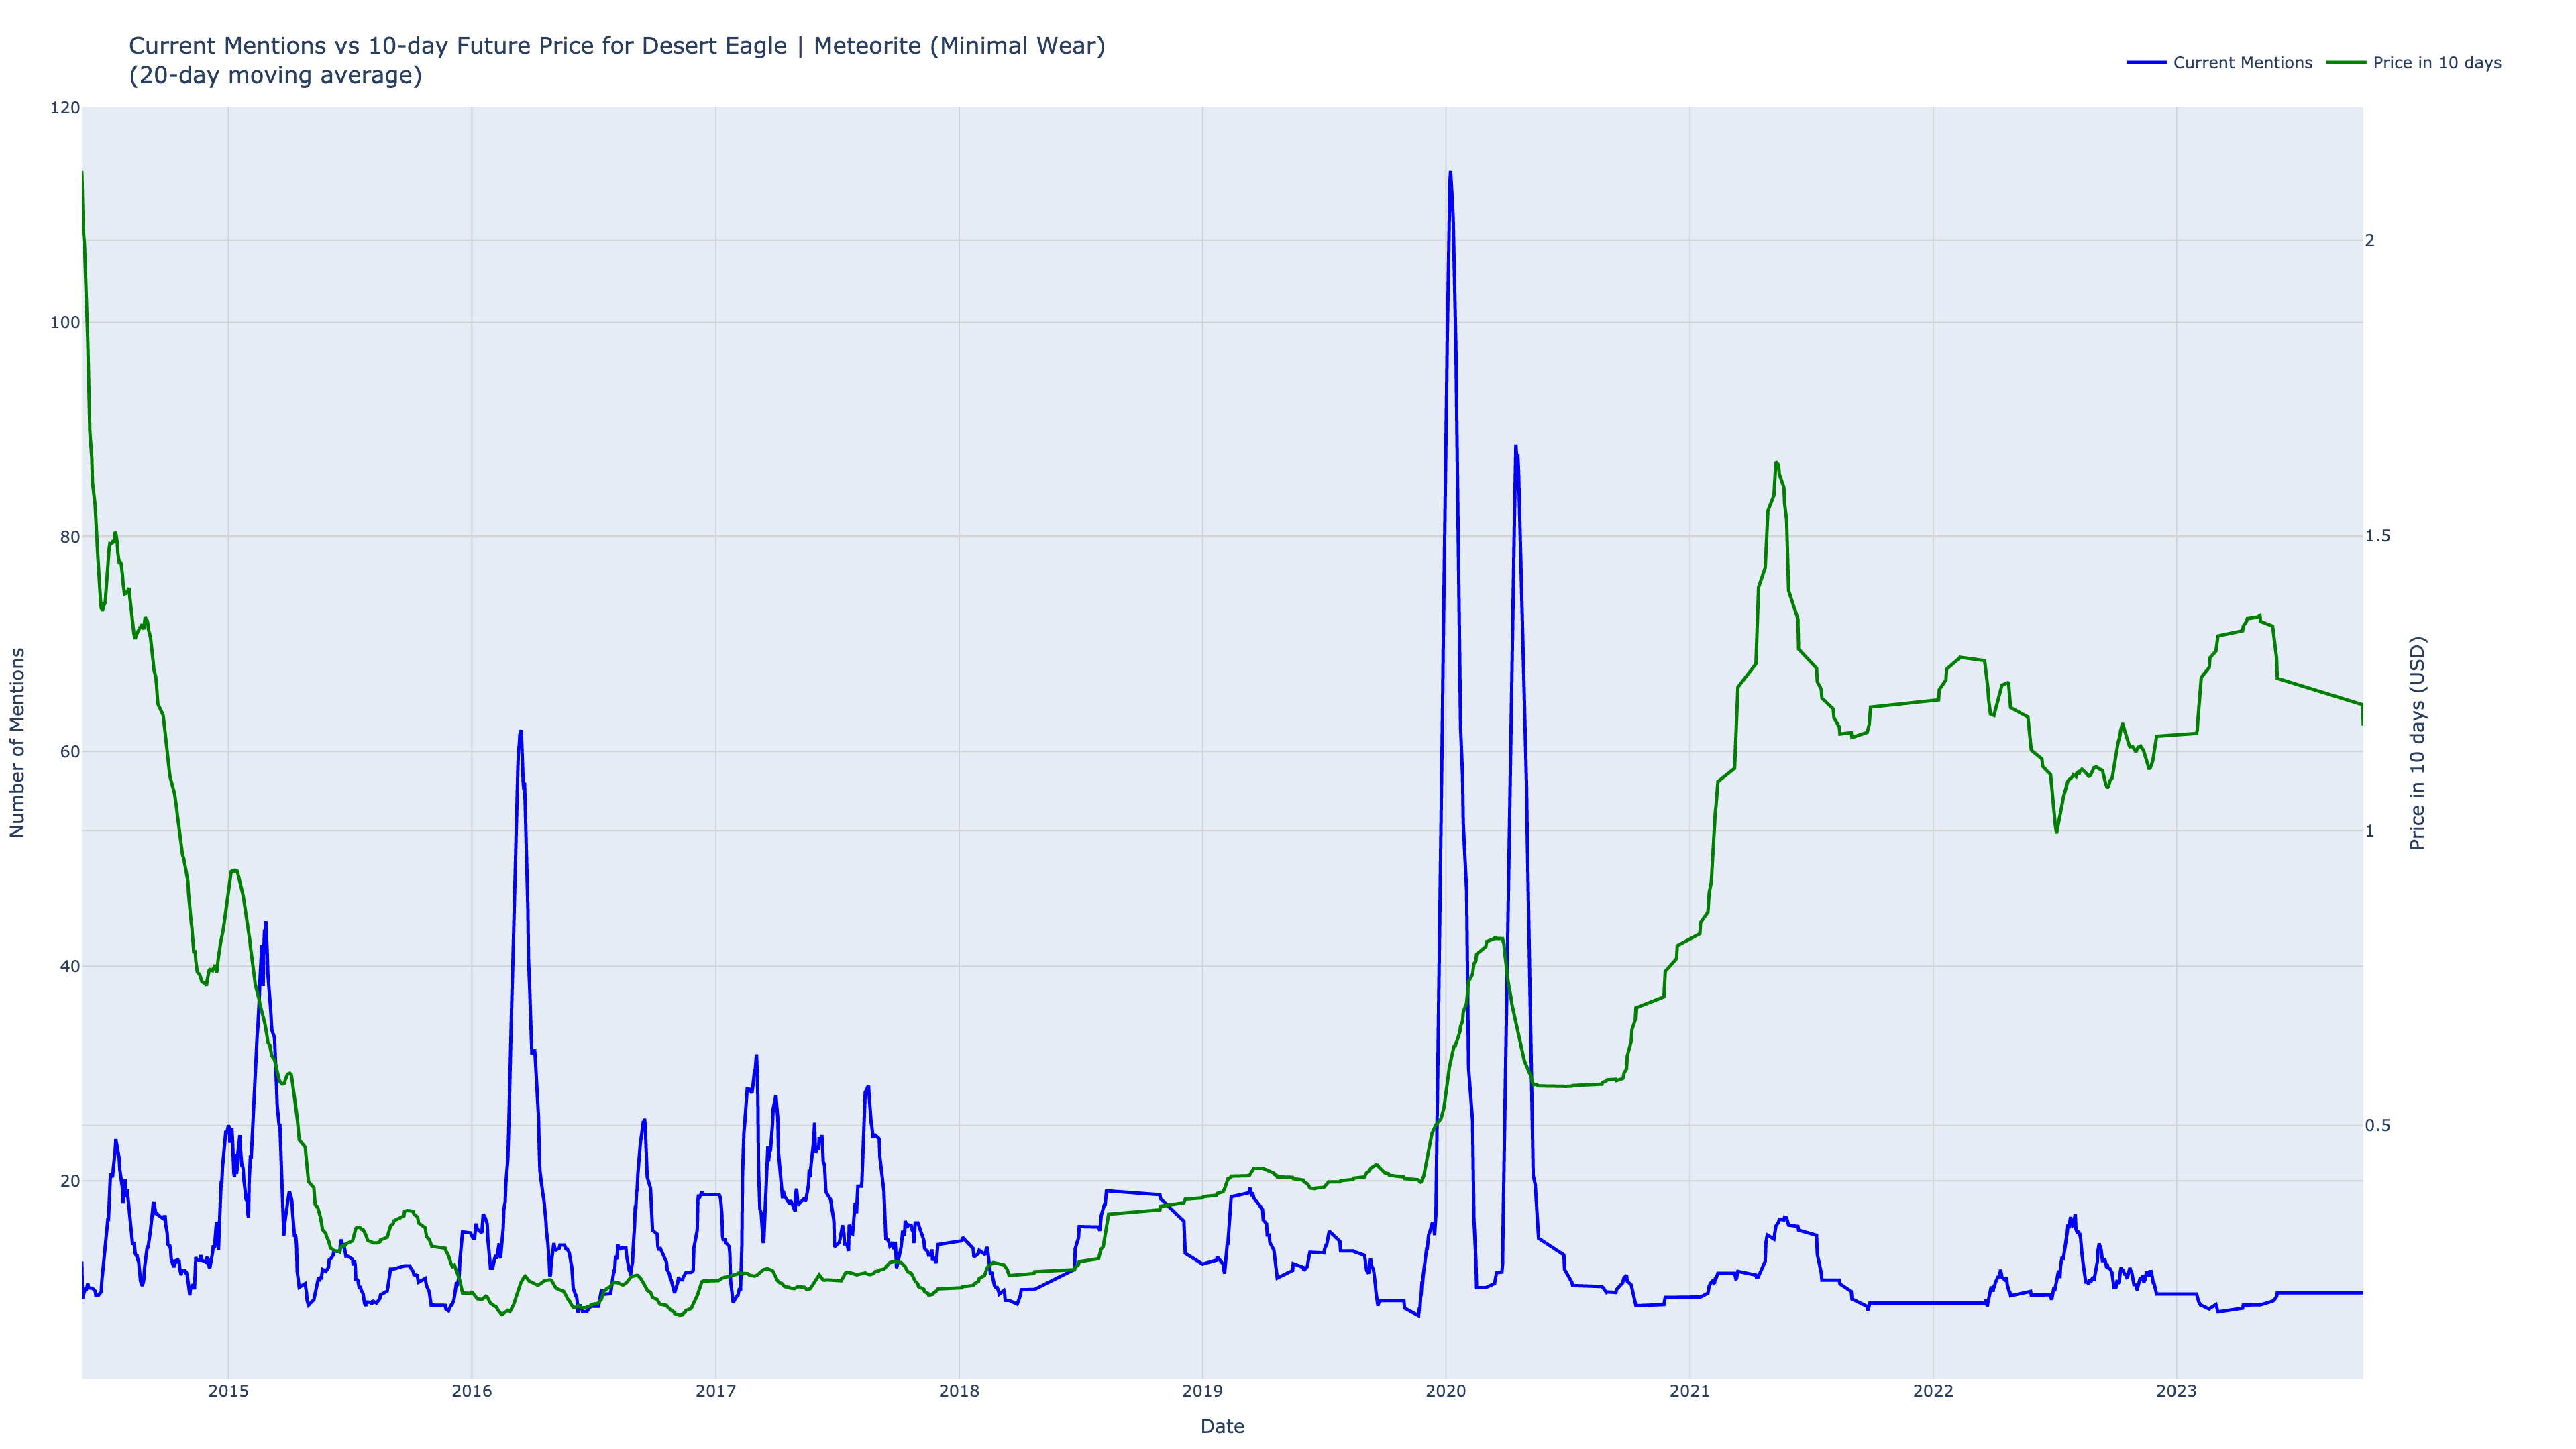 Current Mentions vs 10-day Future Price for Desert Eagle | Meteorite (Minimal Wear)
(20-day moving average)
Current Mentions
Price in 10 days
120
100
80
60
40
20
Number of Mentions
2
1.5
1
0.5
Price in 10 days (USD)
2015
2016
2017
2018
2019
2020
2021
2022
2023
Date